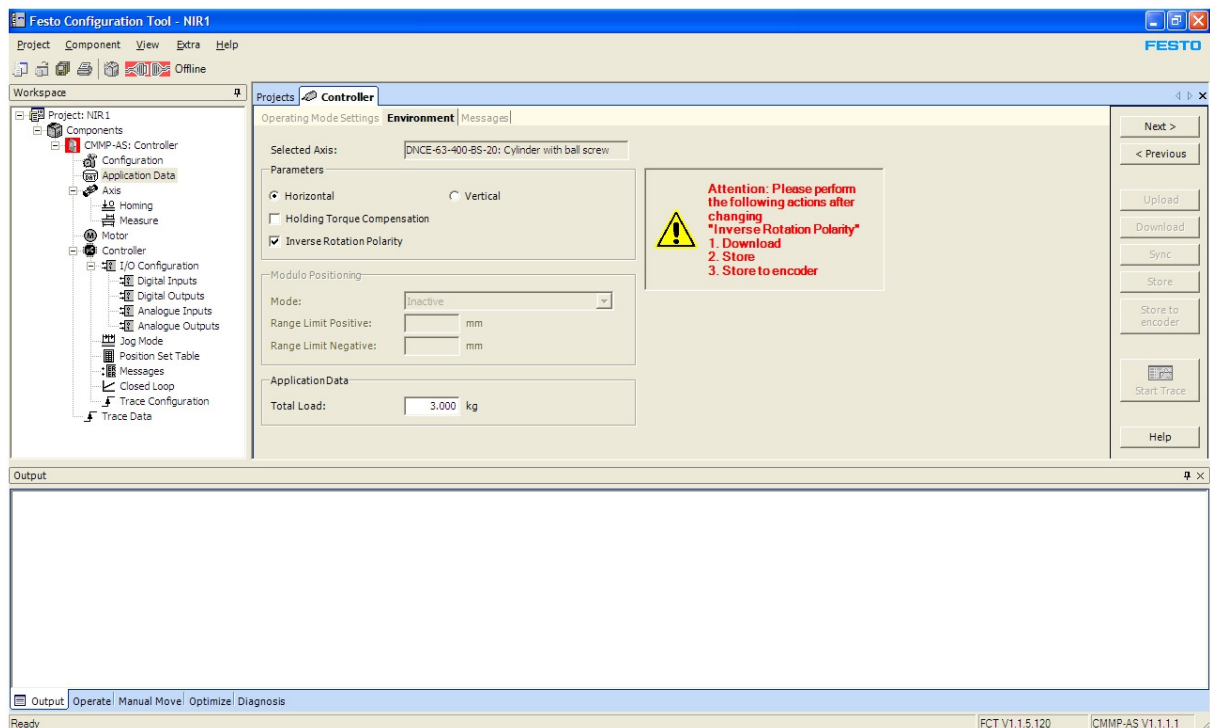 Festo Configuration Tool - NIR1
Project Component View Extra Help
FESTO
Offline
Workspace
Projects Controller
Project: NIR1
Components
CMMP-AS: Controller
Configuration
Application Data
Axis
Homing
Measure
Motor
Controller
I/O Configuration
Digital Inputs
Digital Outputs
Analogue Inputs
Analogue Outputs
Jog Mode
Position Set Table
Messages
Closed Loop
Trace Configuration
Trace Data
Operating Mode Settings Environment Messages
Selected Axis: DNCE-63-400-BS-20: Cylinder with ball screw
Parameters
Horizontal Vertical
Holding Torque Compensation
Inverse Rotation Polarity
Attention: Please perform
the following actions after
changing
"Inverse Rotation Polarity"
1. Download
2. Store
3. Store to encoder
Modulo Positioning
Mode: Inactive
Range Limit Positive: mm
Range Limit Negative: mm
Application Data
Total Load: 3.000 kg
Next >
< Previous
Upload
Download
Sync
Store
Store to
encoder
Start Trace
Help
Output
Output Operate Manual Move Optimize Diagnosis
Ready FCT V1.1.5.120 CMMP-AS V1.1.1.1